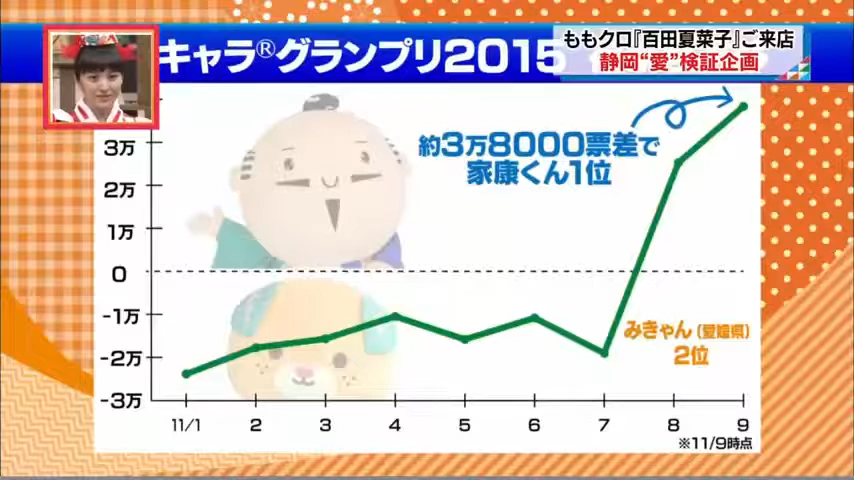 キャラ®グランプリ2015
ももクロ『百田夏菜子』ご来店
静岡“愛”検証企画
約3万8000票差で
家康くん1位
3万
2万
1万
0
-1万
-2万
-3万
みきゃん（愛媛県）
2位
11/1 2 3 4 5 6 7 8 9
※11/9時点